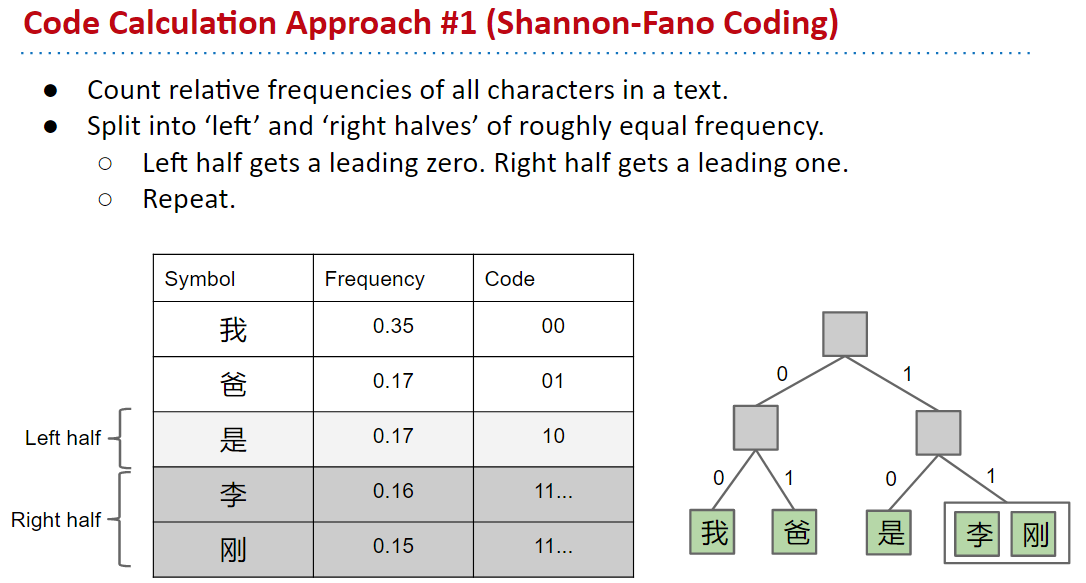 Code Calculation Approach #1 (Shannon-Fano Coding)
● Count relative frequencies of all characters in a text.
● Split into ‘left’ and ‘right halves’ of roughly equal frequency.
○ Left half gets a leading zero. Right half gets a leading one.
○ Repeat.
Symbol Frequency Code
我 0.35 00
爸 0.17 01
Left half 是 0.17 10
李 0.16 11...
Right half
刚 0.15 11...
0 1
0 1 0 1
我 爸 是 李 刚